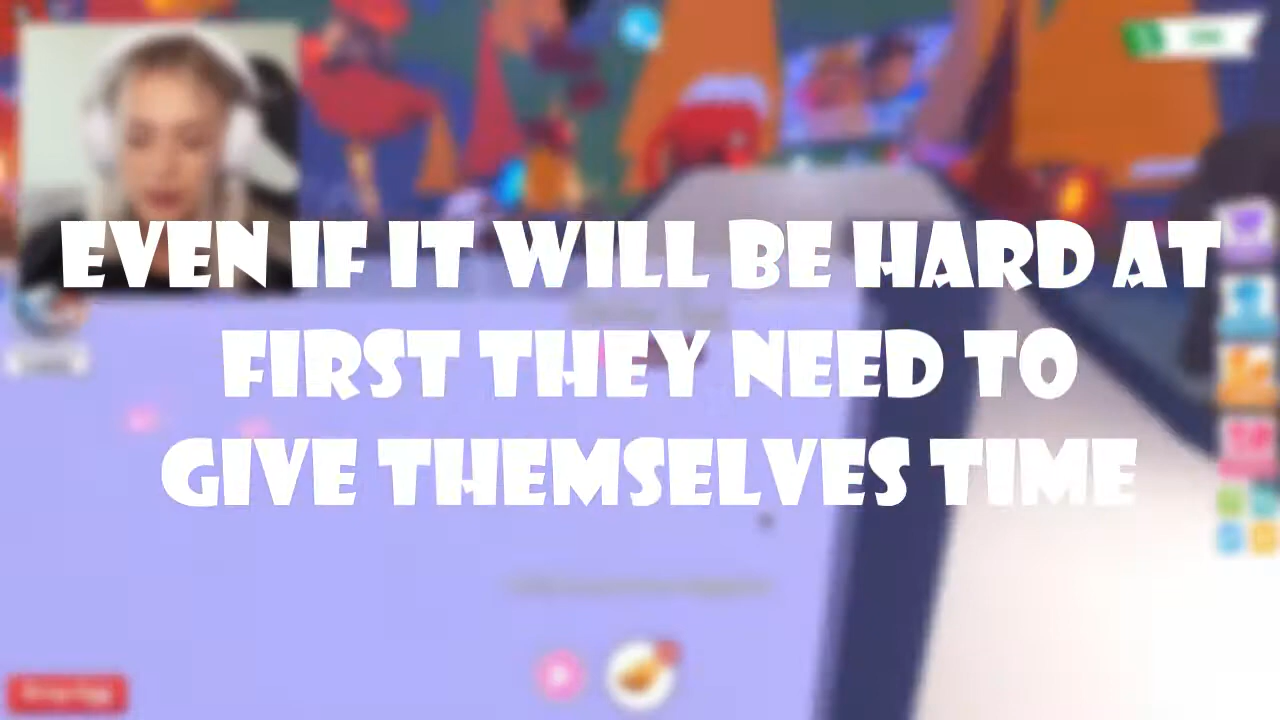 EVEN IF IT WILL BE HARD AT
FIRST THEY NEED TO
GIVE THEMSELVES TIME